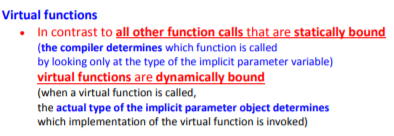 Virtual functions
• In contrast to all other function calls that are statically bound
(the compiler determines which function is called
by looking only at the type of the implicit parameter variable)
virtual functions are dynamically bound
(when a virtual function is called,
the actual type of the implicit parameter object determines
which implementation of the virtual function is invoked)